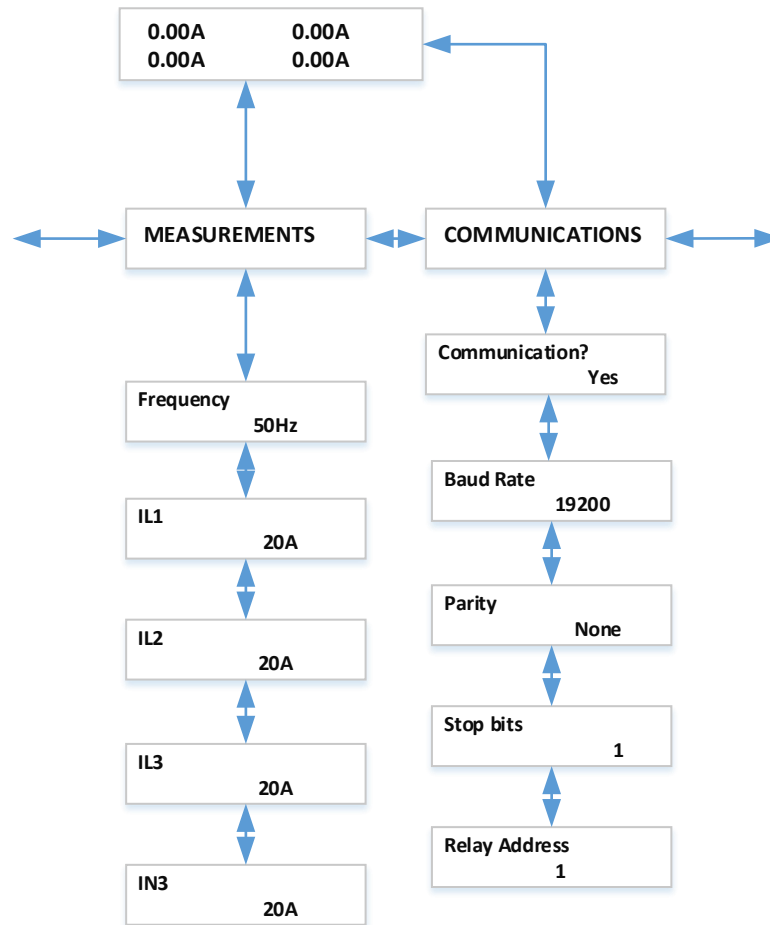 0.00A 0.00A
0.00A 0.00A
MEASUREMENTS
COMMUNICATIONS
Communication?
Yes
Frequency
50Hz
Baud Rate
19200
IL1
20A
Parity
None
IL2
20A
Stop bits
1
IL3
20A
Relay Address
1
IN3
20A